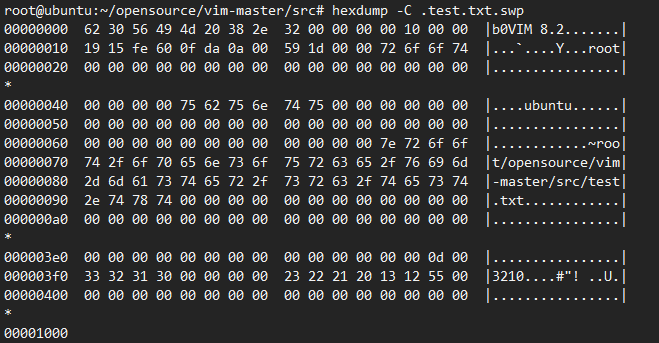 root@ubuntu:~/opensource/vim-master/src# hexdump -C .test.txt.swp
00000000  62 30 56 49 4d 20 38 2e  32 00 00 00 00 10 00 00  |b0VIM 8.2.......|
00000010  19 15 fe 60 0f da 0a 00  59 1d 00 00 72 6f 6f 74  |...`....Y...root|
00000020  00 00 00 00 00 00 00 00  00 00 00 00 00 00 00 00  |................|
*
00000040  00 00 00 00 75 62 75 6e  74 75 00 00 00 00 00 00  |....ubuntu......|
00000050  00 00 00 00 00 00 00 00  00 00 00 00 00 00 00 00  |................|
00000060  00 00 00 00 00 00 00 00  00 00 00 00 7e 72 6f 6f  |............~roo|
00000070  74 2f 6f 70 65 6e 73 6f  75 72 63 65 2f 76 69 6d  |t/opensource/vim|
00000080  2d 6d 61 73 74 65 72 2f  73 72 63 2f 74 65 73 74  |-master/src/test|
00000090  2e 74 78 74 00 00 00 00  00 00 00 00 00 00 00 00  |.txt............|
000000a0  00 00 00 00 00 00 00 00  00 00 00 00 00 00 00 00  |................|
*
000003e0  00 00 00 00 00 00 00 00  00 00 00 00 00 00 0d 00  |................|
000003f0  33 32 31 30 00 00 00 00  23 22 21 20 13 12 55 00  |3210....#"! ..U.|
00000400  00 00 00 00 00 00 00 00  00 00 00 00 00 00 00 00  |................|
*
00001000